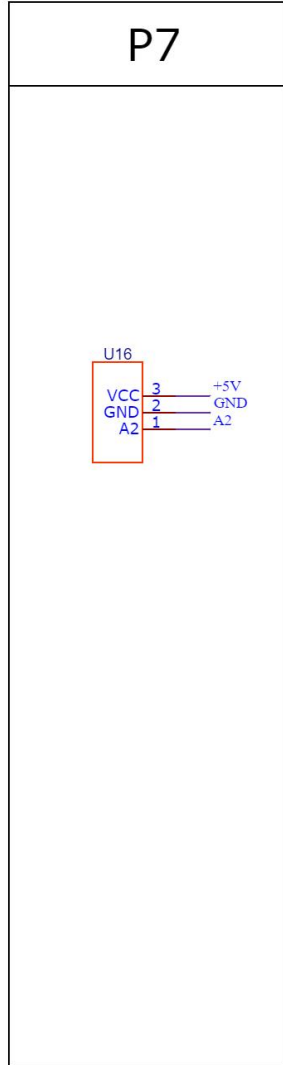 P7
U16
VCC 3 +5V
GND 2 GND
A2 1 A2